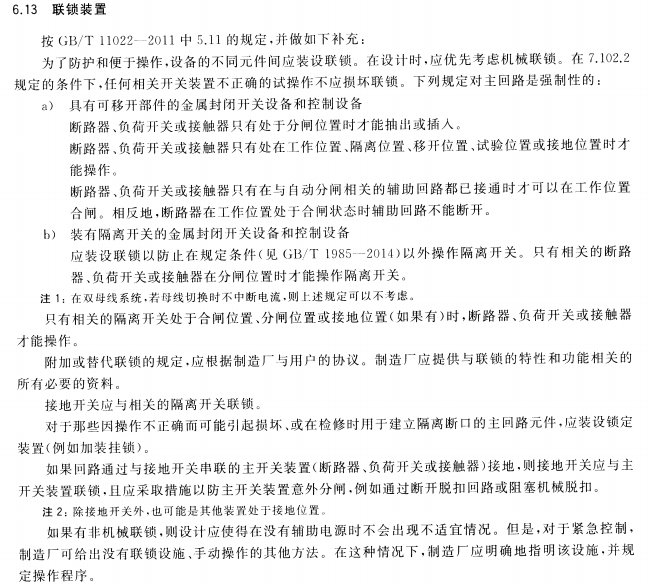 6.13 联锁装置
按 GB/T 11022—2011 中 5.11 的规定,并做如下补充:
为了防护和便于操作,设备的不同元件间应装设联锁。在设计时,应优先考虑机械联锁。在 7.102.2
规定的条件下,任何相关开关装置不正确的试操作不应损坏联锁。下列规定对主回路是强制性的:
a) 具有可移开部件的金属封闭开关设备和控制设备
断路器、负荷开关或接触器只有处于分闸位置时才能抽出或插入。
断路器、负荷开关或接触器只有处在工作位置、隔离位置、移开位置、试验位置或接地位置时才
能操作。
断路器、负荷开关或接触器只有在与自动分闸相关的辅助回路都已接通时才可以在工作位置
合闸。相反地,断路器在工作位置处于合闸状态时辅助回路不能断开。
b) 装有隔离开关的金属封闭开关设备和控制设备
应装设联锁以防止在规定条件(见 GB/T 1985—2014)以外操作隔离开关。只有相关的断路
器、负荷开关或接触器在分闸位置时才能操作隔离开关。
注 1: 在双母线系统,若母线切换时不中断电流,则上述规定可以不考虑。
只有相关的隔离开关处于合闸位置、分闸位置或接地位置(如果有)时,断路器、负荷开关或接触器
才能操作。
附加或替代联锁的规定,应根据制造厂与用户的协议。制造厂应提供与联锁的特性和功能相关的
所有必要的资料。
接地开关应与相关的隔离开关联锁。
对于那些因操作不正确而可能引起损坏、或在检修时用于建立隔离断口的主回路元件,应装设锁定
装置(例如加装挂锁)。
如果回路通过与接地开关串联的主开关装置(断路器、负荷开关或接触器)接地,则接地开关应与主
开关装置联锁,且应采取措施以防主开关装置意外分闸,例如通过断开脱扣回路或阻塞机械脱扣。
注 2: 除接地开关外,也可能是其他装置处于接地位置。
如果有非机械联锁,则设计应使得在没有辅助电源时不会出现不适宜情况。但是,对于紧急控制,
制造厂可给出没有联锁设施、手动操作的其他方法。在这种情况下,制造厂应明确地指明该设施,并规
定操作程序。